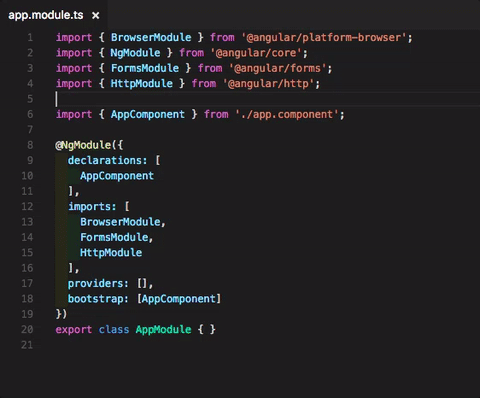 app.module.ts ×
1 import { BrowserModule } from '@angular/platform-browser';
2 import { NgModule } from '@angular/core';
3 import { FormsModule } from '@angular/forms';
4 import { HttpModule } from '@angular/http';
5
6 import { AppComponent } from './app.component';
7
8 @NgModule({
9   declarations: [
10     AppComponent
11   ],
12   imports: [
13     BrowserModule,
14     FormsModule,
15     HttpModule
16   ],
17   providers: [],
18   bootstrap: [AppComponent]
19 })
20 export class AppModule { }
21